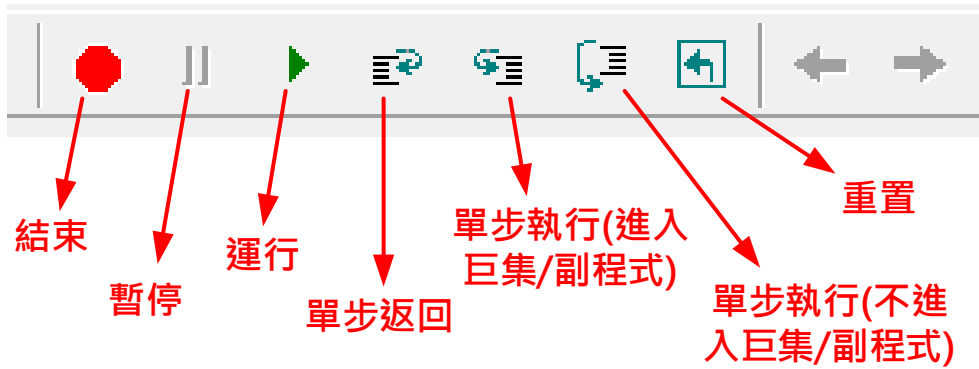 結束
暫停
運行
單步返回
單步執行(進入
巨集/副程式)
單步執行(不進
入巨集/副程式)
重置